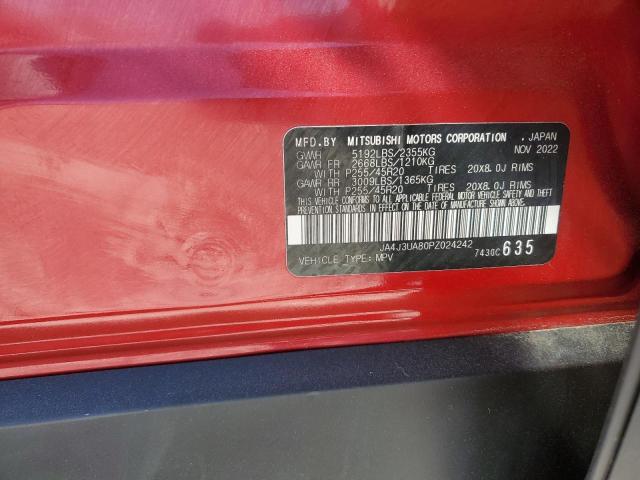 MFD.BY MITSUBISHI MOTORS CORPORATION . JAPAN
GVWR 5192LBS/2355KG NOV 2022
GAWR FR 2668LBS/1210KG
WITH P255/45R20 TIRES 20X8.0J RIMS
GAWR RR 3009LBS/1365KG
WITH P255/45R20 TIRES 20X8.0J RIMS
THIS VEHICLE CONFORMS TO ALL APPLICABLE FEDERAL MOTOR VEHICLE SAFETY AND THEFT
PREVENTION STANDARDS IN EFFECT ON THE DATE OF MANUFACTURE SHOWN ABOVE.
JA4J3UA80PZ024242
VEHICLE TYPE: MPV 7430C 635